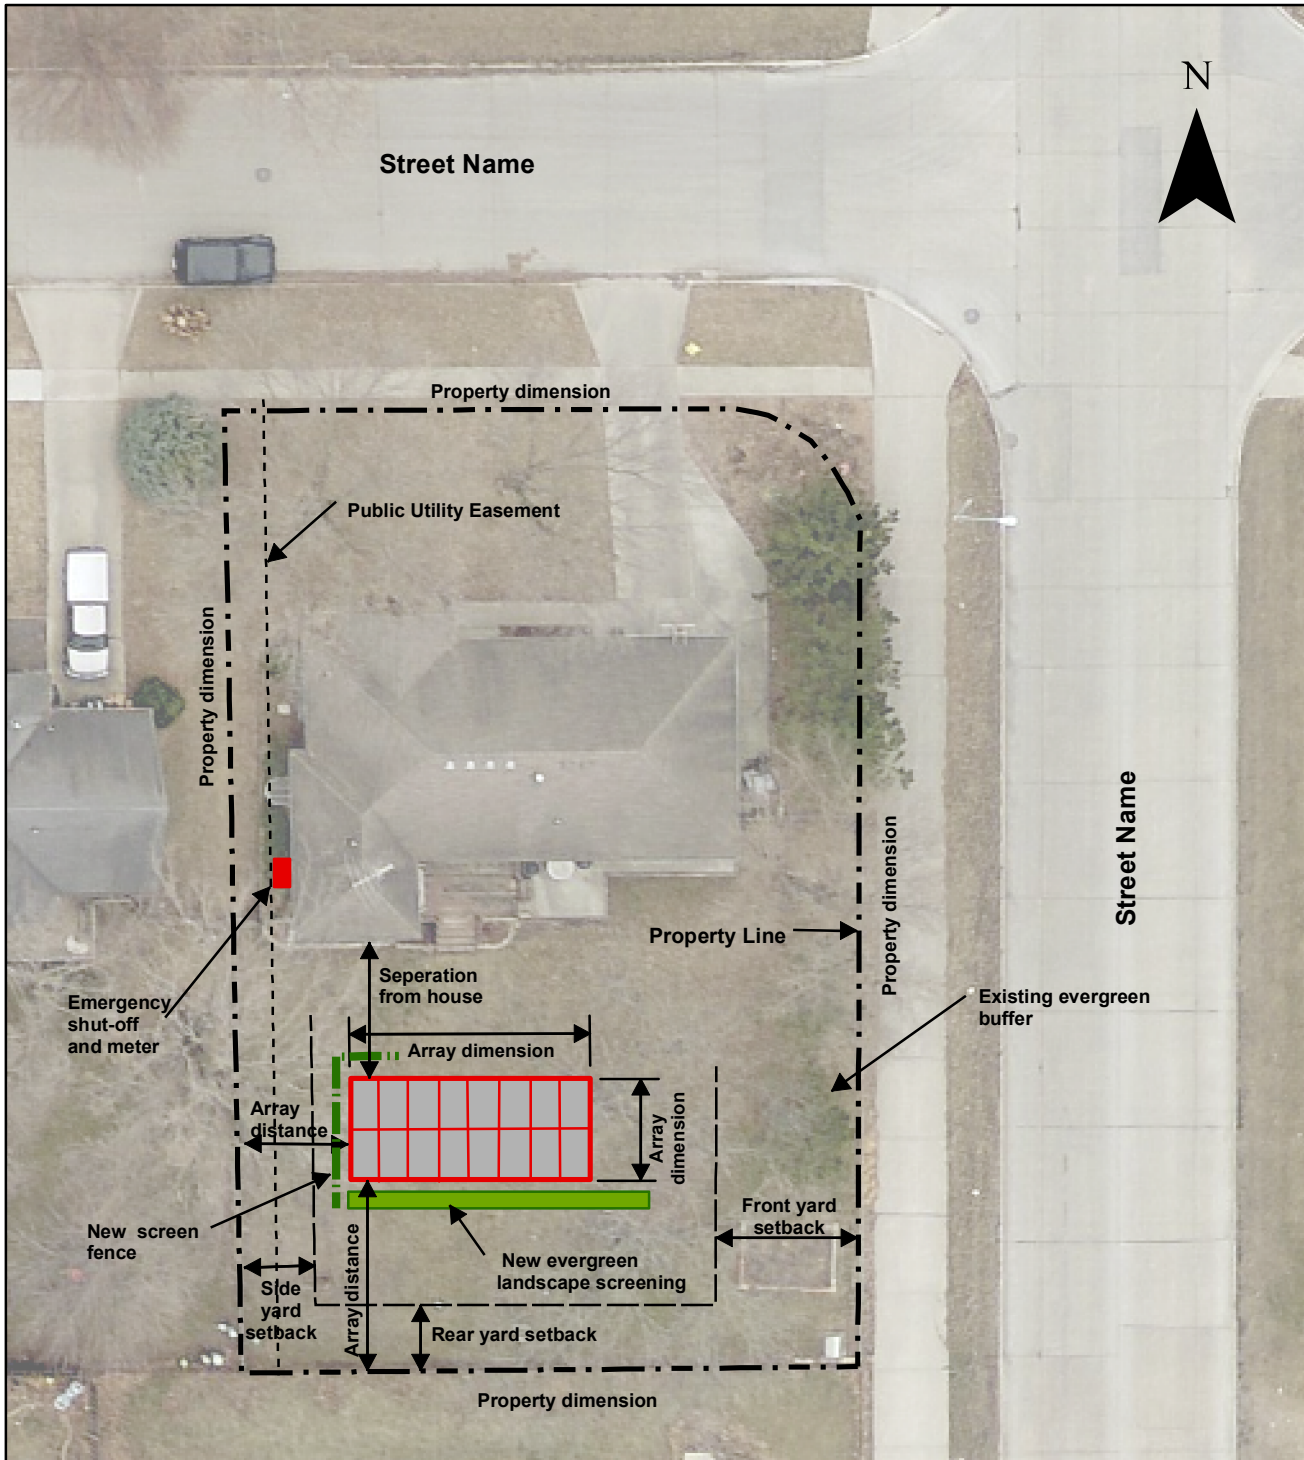 N
Street Name
Property dimension
Public Utility Easement
Property dimension
Street Name
Property dimension
Property Line
Seperation
from house
Emergency
shut-off
and meter
Existing evergreen
buffer
Array dimension
Array
distance
Array
dimension
New screen
fence
Front yard
setback
New evergreen
landscape screening
Side
yard
setback
Array distance
Rear yard setback
Property dimension